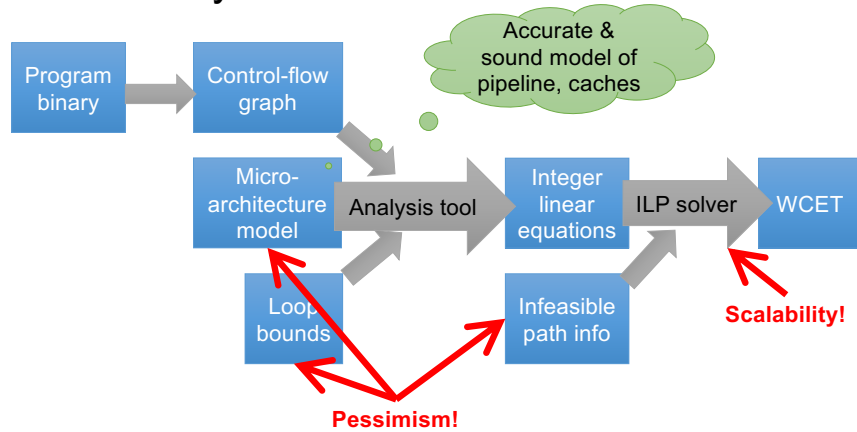 Accurate &
sound model of
pipeline, caches
Program
binary
Control-flow
graph
Micro-
architecture
model
Analysis tool
Integer
linear
equations
ILP solver
WCET
Loop
bounds
Infeasible
path info
Scalability!
Pessimism!